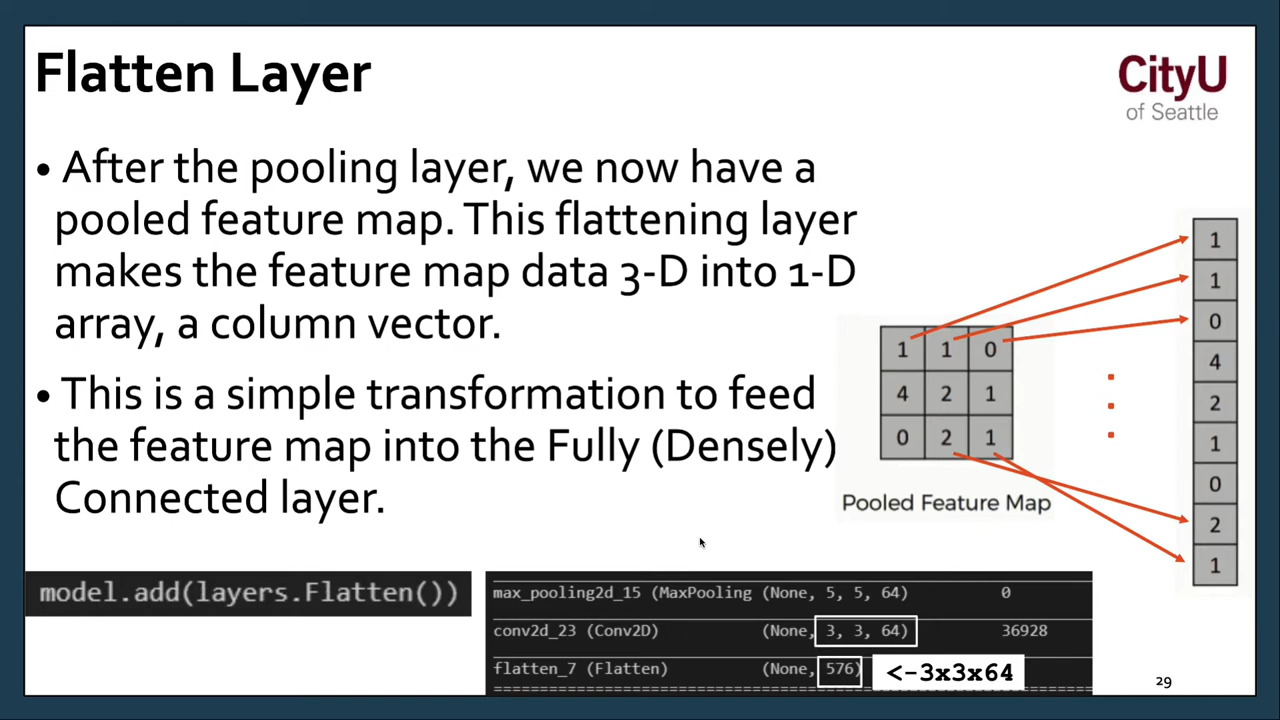 Flatten Layer
CityU
of Seattle
• After the pooling layer, we now have a
pooled feature map. This flattening layer
makes the feature map data 3-D into 1-D
array, a column vector.
• This is a simple transformation to feed
the feature map into the Fully (Densely)
Connected layer.
1 1 0
4 2 1
0 2 1
Pooled Feature Map
1
1
0
4
2
1
0
2
1
model.add(layers.Flatten())
max_pooling2d_15 (MaxPooling (None, 5, 5, 64) 0
conv2d_23 (Conv2D) (None, 3, 3, 64) 36928
flatten_7 (Flatten) (None, 576)
<-3x3x64
29